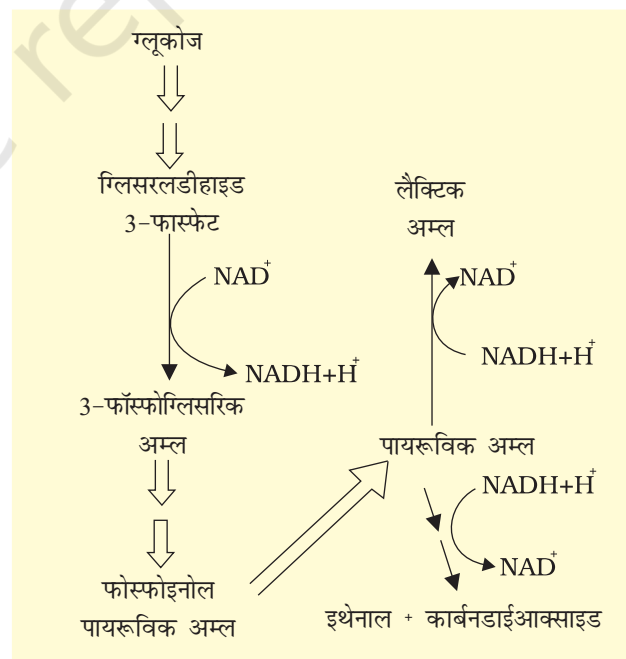 ग्लूकोज
ग्लिसरलडीहाइड
3-फास्फेट
NAD+
NADH+H+
3-फॉस्फोग्लिसरिक
अम्ल
फोस्फोइनोल
पायरूविक अम्ल
लैक्टिक
अम्ल
NAD+
NADH+H+
पायरूविक अम्ल
NADH+H+
NAD+
इथेनाल + कार्बनडाईआक्साइड